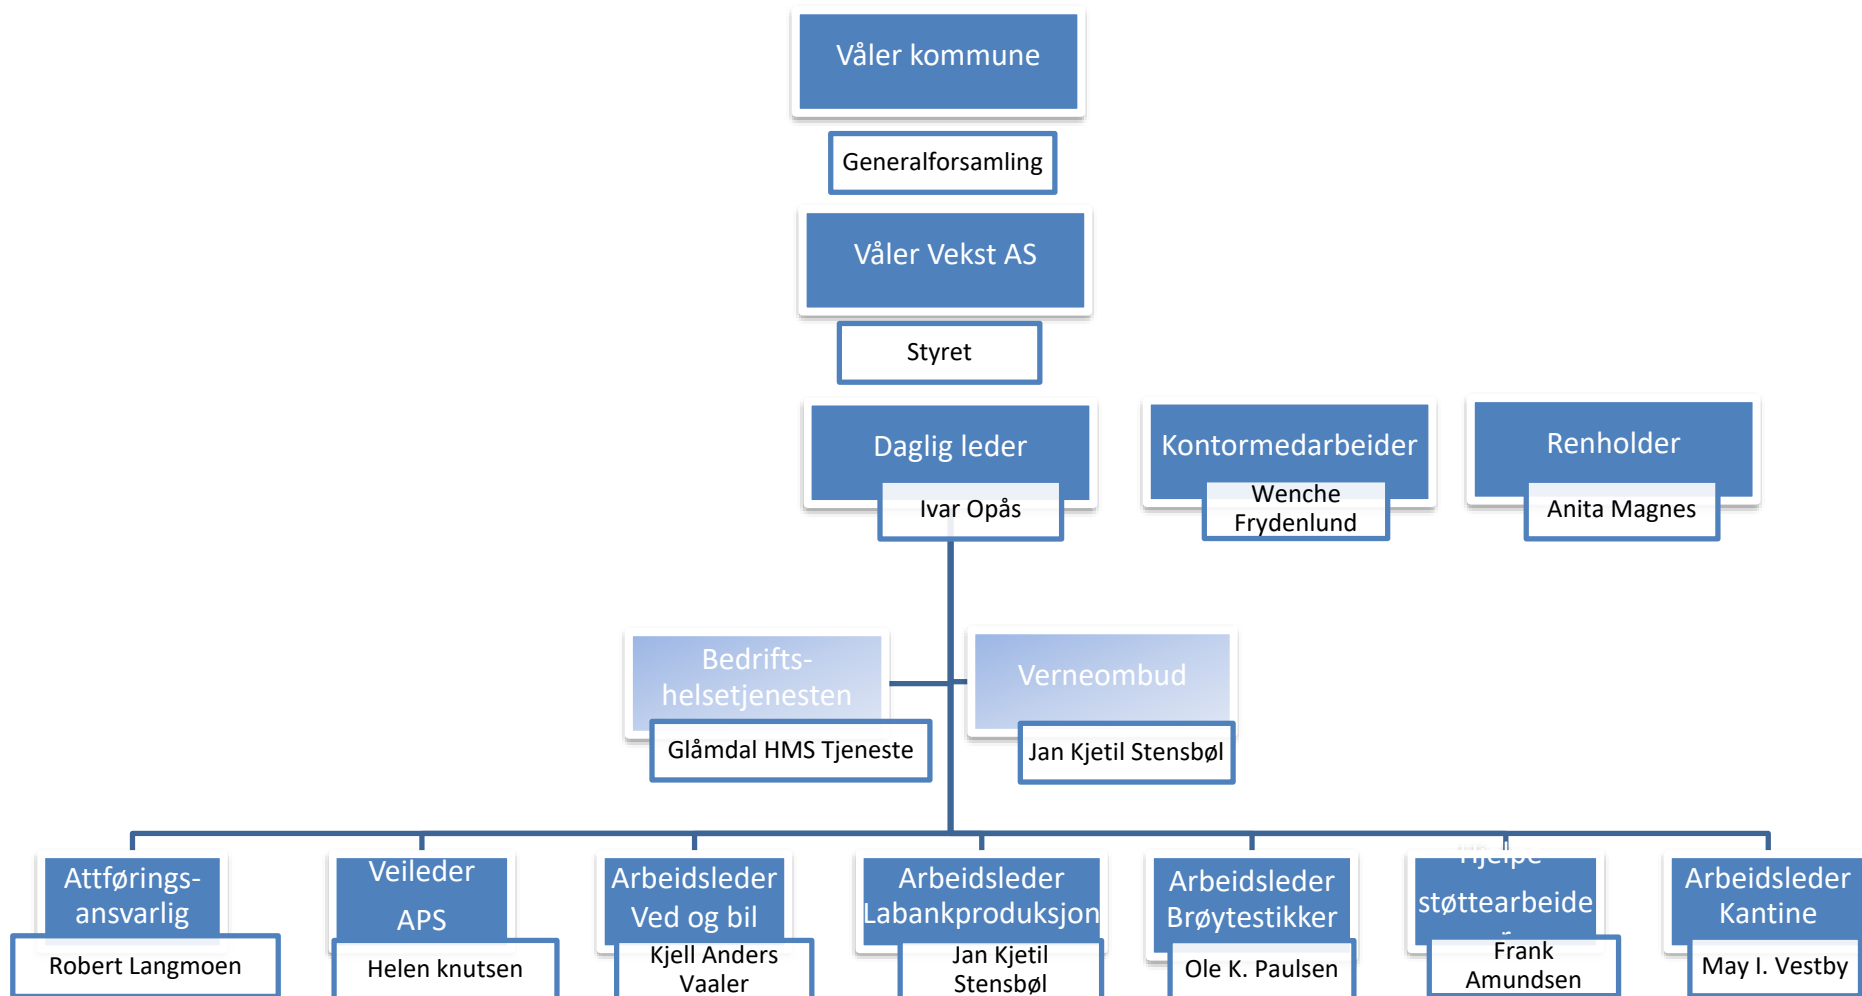 Våler kommune
Generalforsamling
Våler Vekst AS
Styret
Daglig leder
Ivar Opås
Kontormedarbeider
Wenche
Frydenlund
Renholder
Anita Magnes
Bedrifts-
helsetjenesten
Glåmdal HMS Tjeneste
Verneombud
Jan Kjetil Stensbøl
Attførings-
ansvarlig
Robert Langmoen
Veileder
APS
Helen knutsen
Arbeidsleder
Ved og bil
Kjell Anders
Vaaler
Arbeidsleder
Labankproduksjon
Jan Kjetil
Stensbøl
Arbeidsleder
Brøytestikker
Ole K. Paulsen
Hjelpe
støttearbeide
r
Frank
Amundsen
Arbeidsleder
Kantine
May I. Vestby